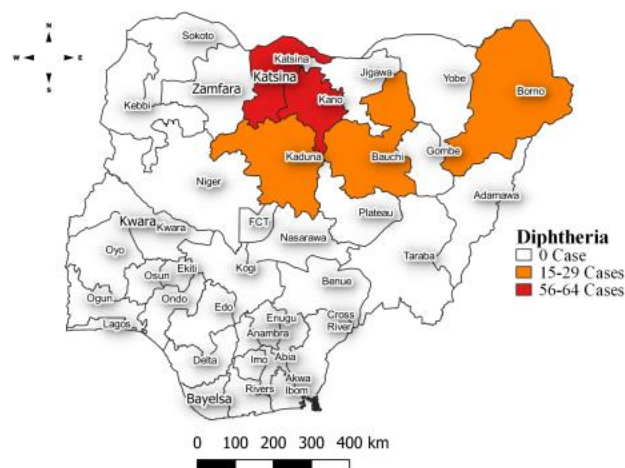 N
W E
S
Sokoto
Katsina
Katsina
Jigawa
Yobe
Borno
Zamfara
Kebbi
Kano
Gombe
Kaduna
Bauchi
Niger
Adamawa
Plateau
FCT
Kwara
Kwara
Nasarawa
Taraba
Oyo
Ekiti
Kogi
Osun
Benue
Ogun
Ondo
Edo
Lagos
Enugu
Cross
River
Anambra
Delta
Imo
Abia
Akwa
Ibom
Rivers
Bayelsa
Diphtheria
0 Case
15-29 Cases
56-64 Cases
0 100 200 300 400 km